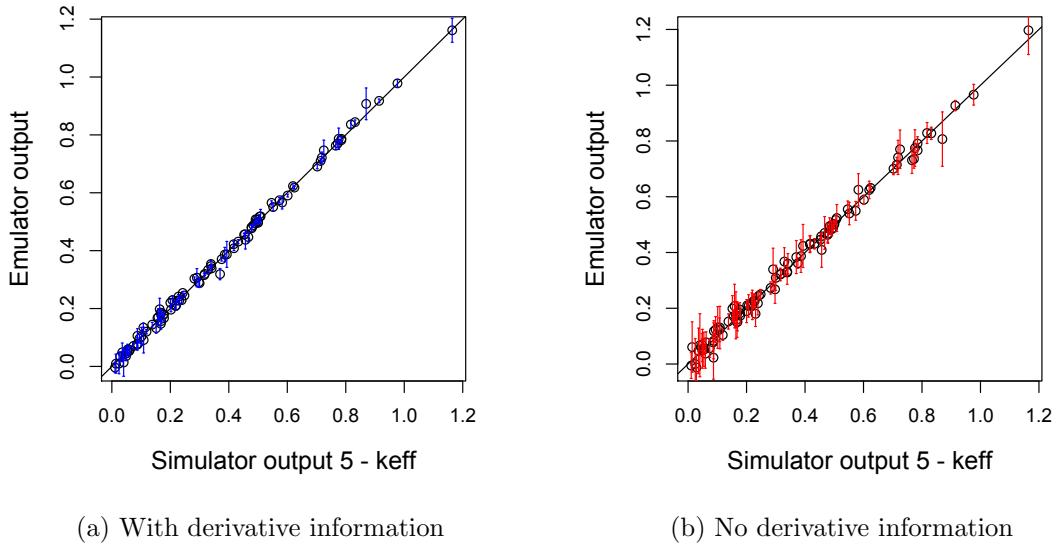 1.2
1.0
0.8
0.6
0.4
0.2
0.0
Emulator output
0.0 0.2 0.4 0.6 0.8 1.0 1.2
Simulator output 5 - keff
(a) With derivative information
1.2
1.0
0.8
0.6
0.4
0.2
0.0
Emulator output
0.0 0.2 0.4 0.6 0.8 1.0 1.2
Simulator output 5 - keff
(b) No derivative information